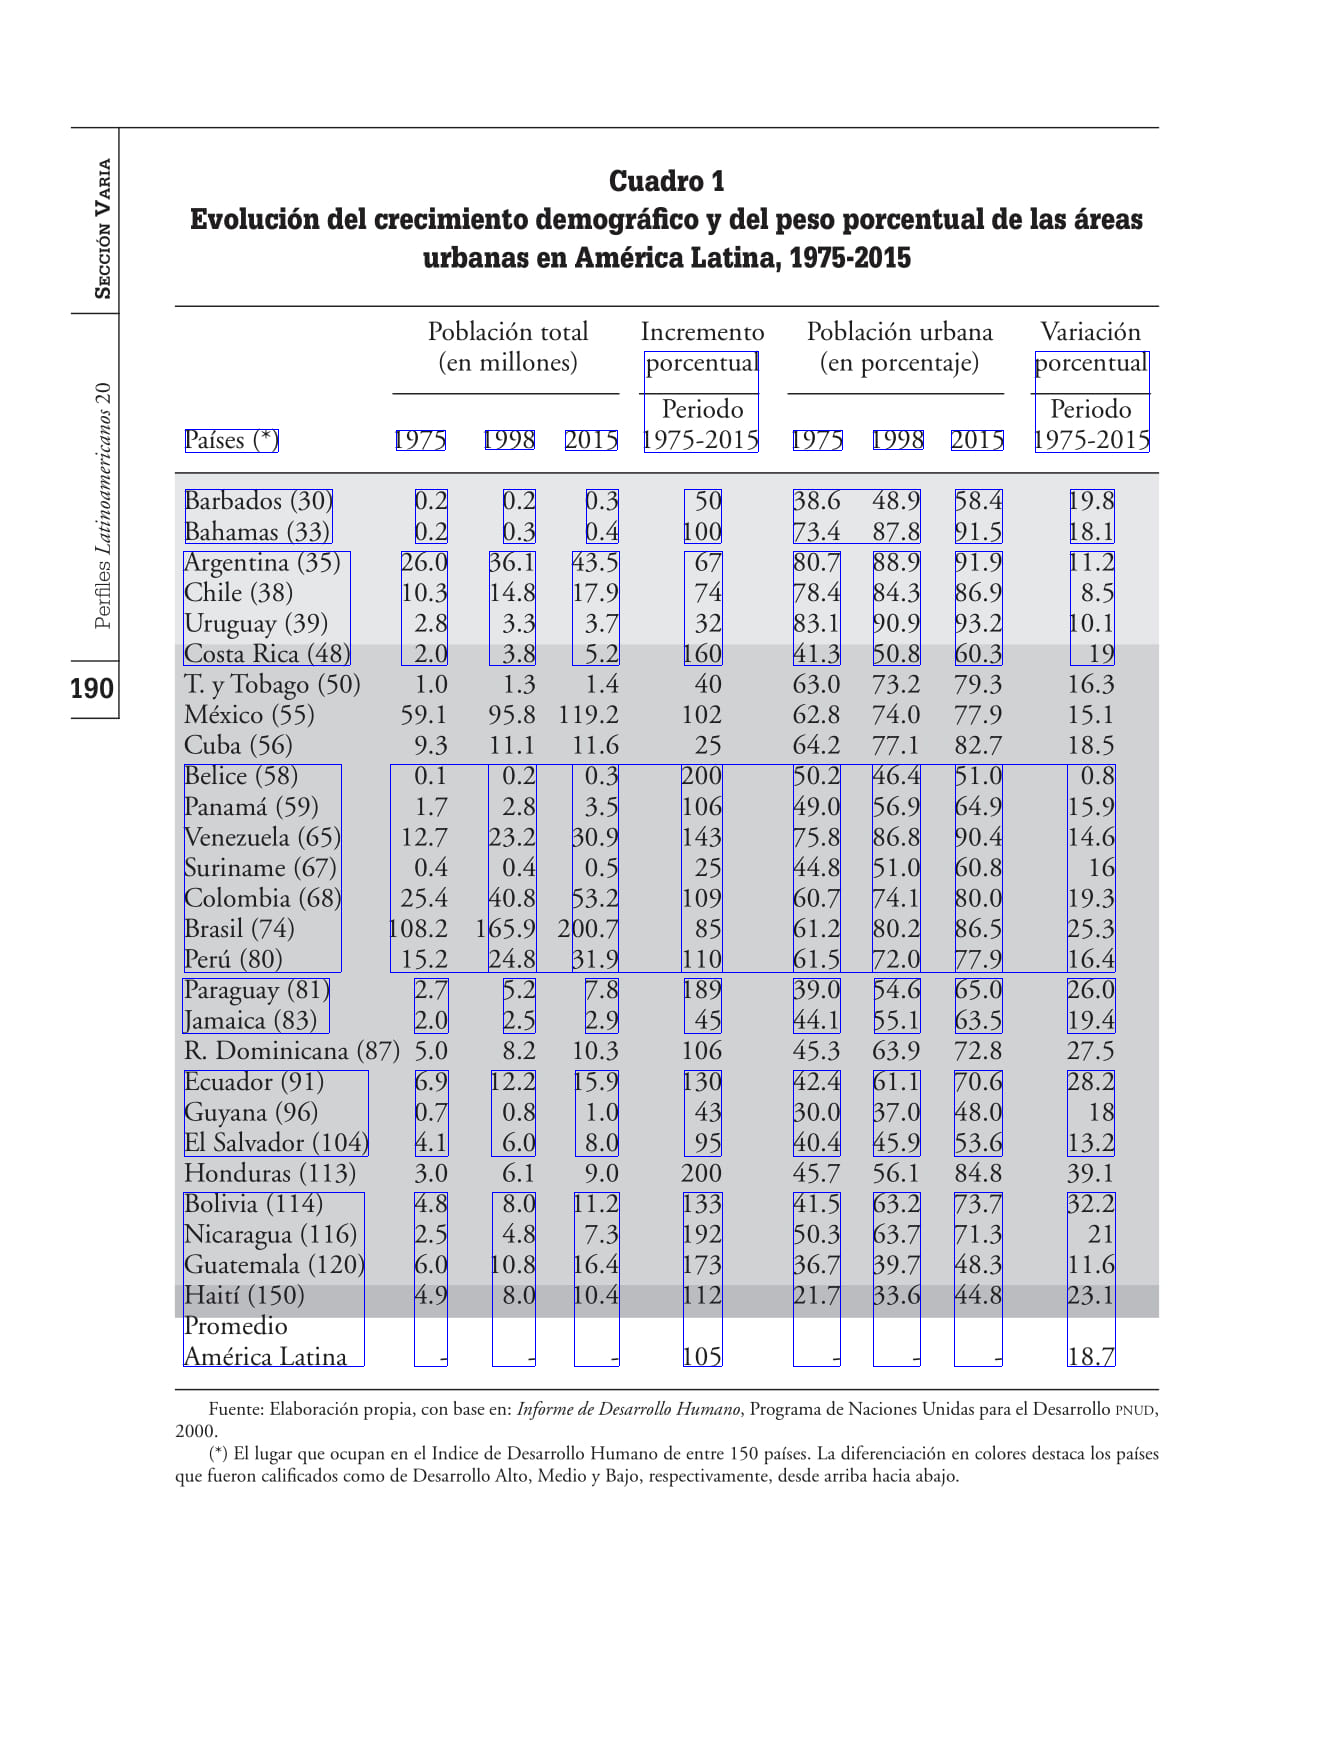 SECCIÓN VARIA
Perfiles Latinoamericanos 20
190
Cuadro 1
Evolución del crecimiento demográfico y del peso porcentual de las áreas
urbanas en América Latina, 1975-2015
Población total Incremento Población urbana Variación
(en millones) porcentual (en porcentaje) porcentual
Periodo Periodo
Países (*) 1975 1998 2015 1975-2015 1975 1998 2015 1975-2015
Barbados (30) 0.2 0.2 0.3 50 38.6 48.9 58.4 19.8
Bahamas (33) 0.2 0.3 0.4 100 73.4 87.8 91.5 18.1
Argentina (35) 26.0 36.1 43.5 67 80.7 88.9 91.9 11.2
Chile (38) 10.3 14.8 17.9 74 78.4 84.3 86.9 8.5
Uruguay (39) 2.8 3.3 3.7 32 83.1 90.9 93.2 10.1
Costa Rica (48) 2.0 3.8 5.2 160 41.3 50.8 60.3 19
T. y Tobago (50) 1.0 1.3 1.4 40 63.0 73.2 79.3 16.3
México (55) 59.1 95.8 119.2 102 62.8 74.0 77.9 15.1
Cuba (56) 9.3 11.1 11.6 25 64.2 77.1 82.7 18.5
Belice (58) 0.1 0.2 0.3 200 50.2 46.4 51.0 0.8
Panamá (59) 1.7 2.8 3.5 106 49.0 56.9 64.9 15.9
Venezuela (65) 12.7 23.2 30.9 143 75.8 86.8 90.4 14.6
Suriname (67) 0.4 0.4 0.5 25 44.8 51.0 60.8 16
Colombia (68) 25.4 40.8 53.2 109 60.7 74.1 80.0 19.3
Brasil (74) 108.2 165.9 200.7 85 61.2 80.2 86.5 25.3
Perú (80) 15.2 24.8 31.9 110 61.5 72.0 77.9 16.4
Paraguay (81) 2.7 5.2 7.8 189 39.0 54.6 65.0 26.0
Jamaica (83) 2.0 2.5 2.9 45 44.1 55.1 63.5 19.4
R. Dominicana (87) 5.0 8.2 10.3 106 45.3 63.9 72.8 27.5
Ecuador (91) 6.9 12.2 15.9 130 42.4 61.1 70.6 28.2
Guyana (96) 0.7 0.8 1.0 43 30.0 37.0 48.0 18
El Salvador (104) 4.1 6.0 8.0 95 40.4 45.9 53.6 13.2
Honduras (113) 3.0 6.1 9.0 200 45.7 56.1 84.8 39.1
Bolivia (114) 4.8 8.0 11.2 133 41.5 63.2 73.7 32.2
Nicaragua (116) 2.5 4.8 7.3 192 50.3 63.7 71.3 21
Guatemala (120) 6.0 10.8 16.4 173 36.7 39.7 48.3 11.6
Haití (150) 4.9 8.0 10.4 112 21.7 33.6 44.8 23.1
Promedio
América Latina - - - 105 - - - 18.7
Fuente: Elaboración propia, con base en: Informe de Desarrollo Humano, Programa de Naciones Unidas para el Desarrollo PNUD,
2000.
(*) El lugar que ocupan en el Indice de Desarrollo Humano de entre 150 países. La diferenciación en colores destaca los países
que fueron calificados como de Desarrollo Alto, Medio y Bajo, respectivamente, desde arriba hacia abajo.